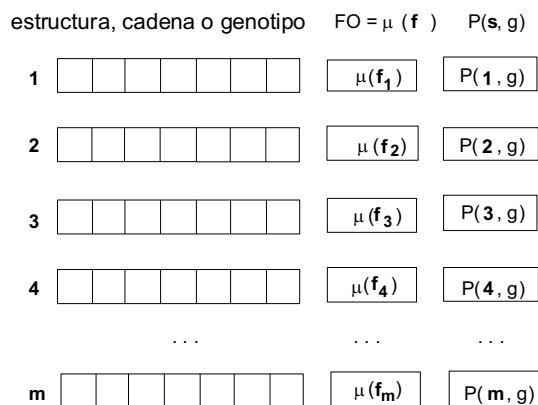 estructura, cadena o genotipo FO = μ ( f ) P(s, g)
1 μ(f1) P( 1 , g)
2 μ (f2) P( 2 , g)
3 μ (f3) P( 3 , g)
4 μ(f4) P( 4 , g)
. . . . . . . . .
m μ(fm) P( m , g)